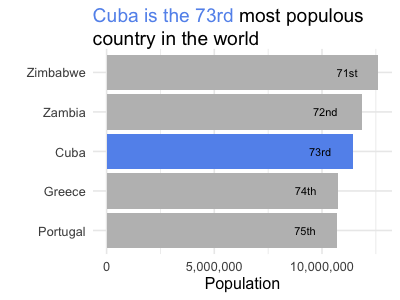 Cuba is the 73rd most populous
country in the world
Zimbabwe 71st
Zambia 72nd
Cuba 73rd
Greece 74th
Portugal 75th
0 5,000,000 10,000,000
Population